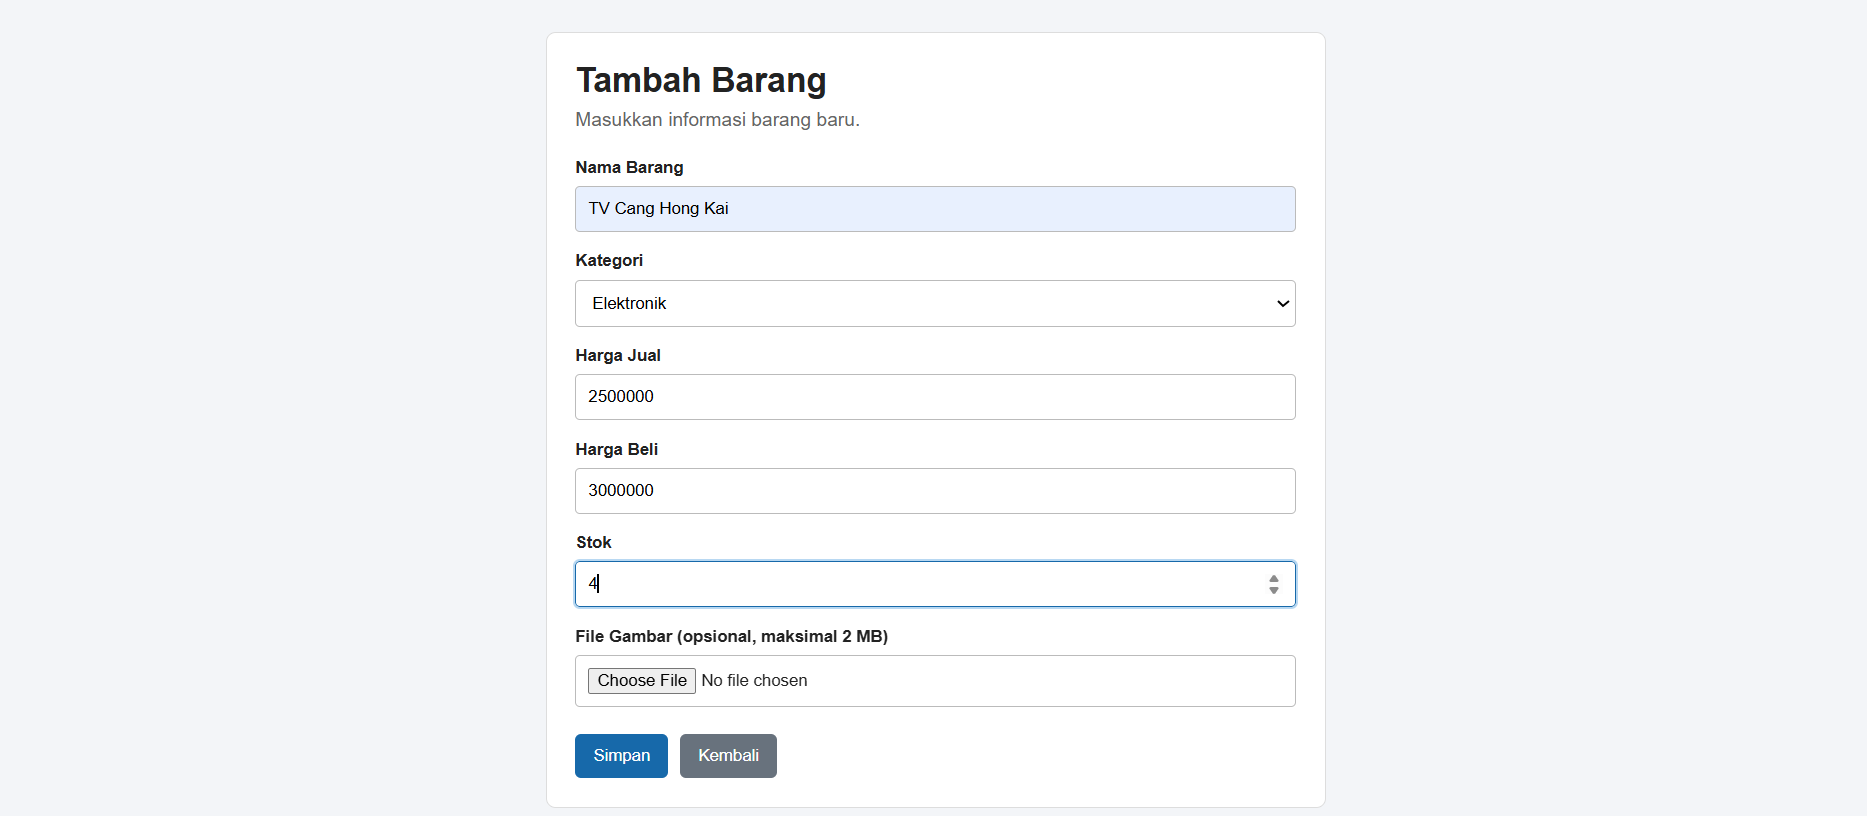 Tambah Barang
Masukkan informasi barang baru.
Nama Barang
TV Cang Hong Kai
Kategori
Elektronik
Harga Jual
2500000
Harga Beli
3000000
Stok
4
File Gambar (opsional, maksimal 2 MB)
Choose File No file chosen
Simpan Kembali